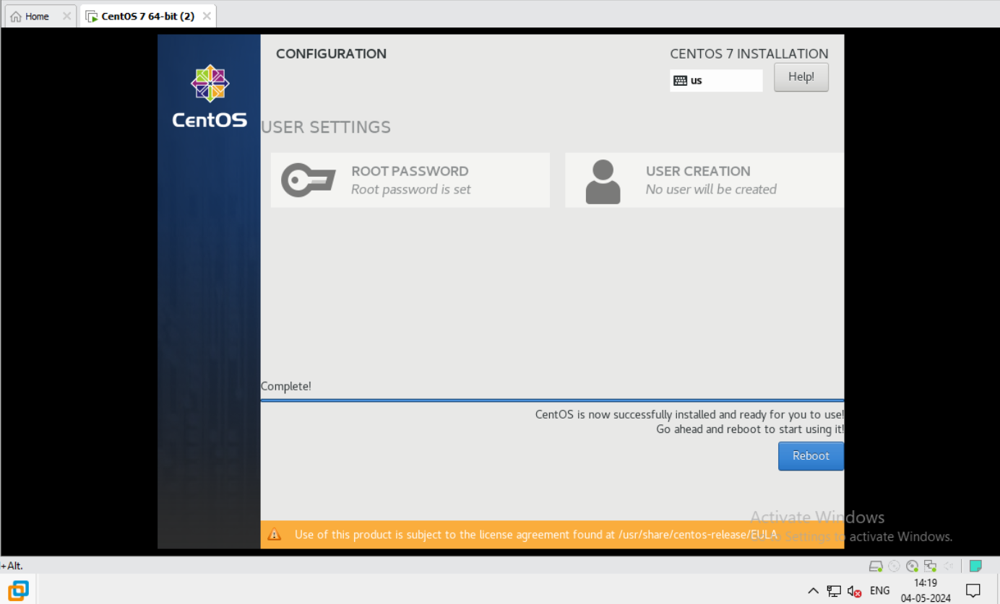 Home
CentOS 7 64-bit (2)
CentOS
CONFIGURATION
CENTOS 7 INSTALLATION
us
Help!
USER SETTINGS
ROOT PASSWORD
Root password is set
USER CREATION
No user will be created
Complete!
CentOS is now successfully installed and ready for you to use!
Go ahead and reboot to start using it!
Reboot
Activate Windows
Go to Settings to activate Windows.
Use of this product is subject to the license agreement found at /usr/share/centos-release/EULA
+Alt.
ENG
14:19
04-05-2024